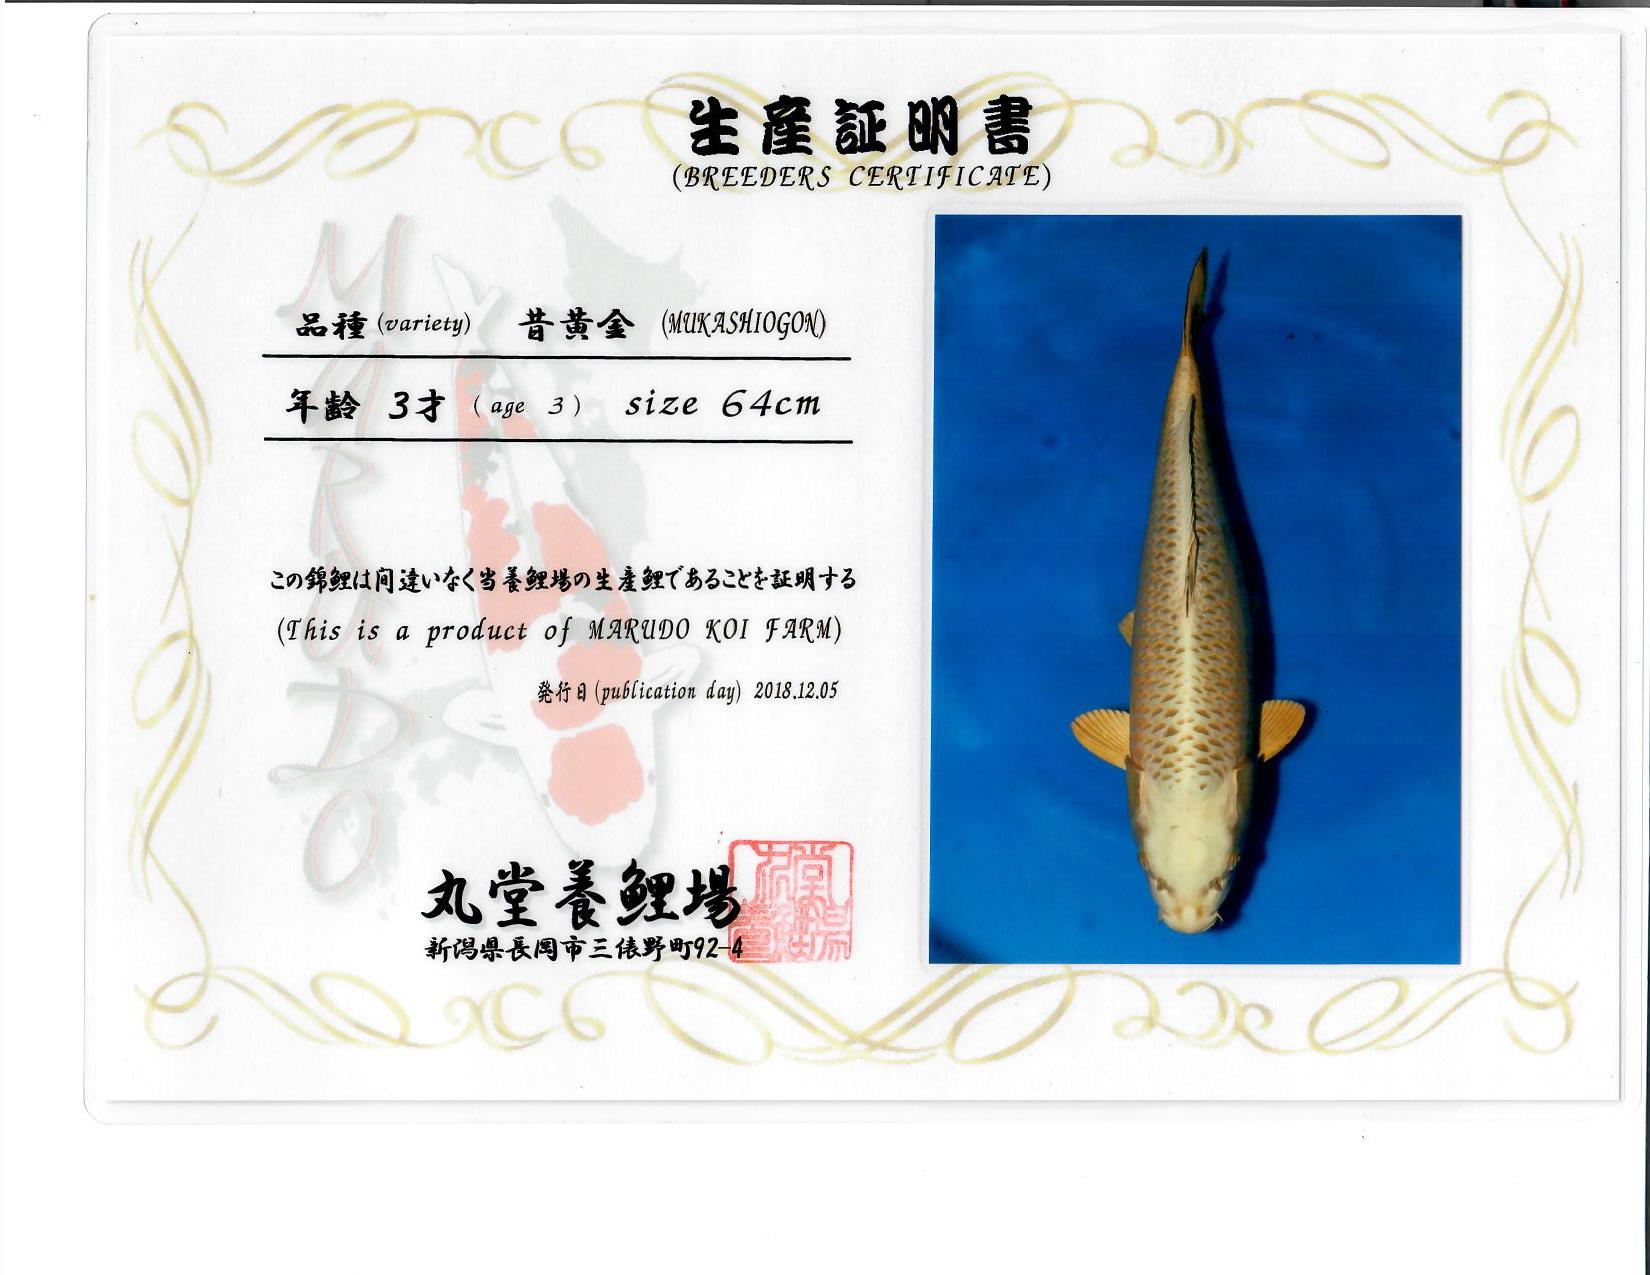 生産証明書
(BREEDERS CERTIFICATE)
品種 (variety) 昔黄金 (MUKASHIOGON)
年齢 3才 ( age 3 ) size 64cm
この錦鯉は間違いなく当養鯉場の生産鯉であることを証明する
(This is a product of MARUDO KOI FARM)
発行日 (publication day) 2018.12.05
MARUDO
丸堂養鯉場
新潟県長岡市三俵野町92-4